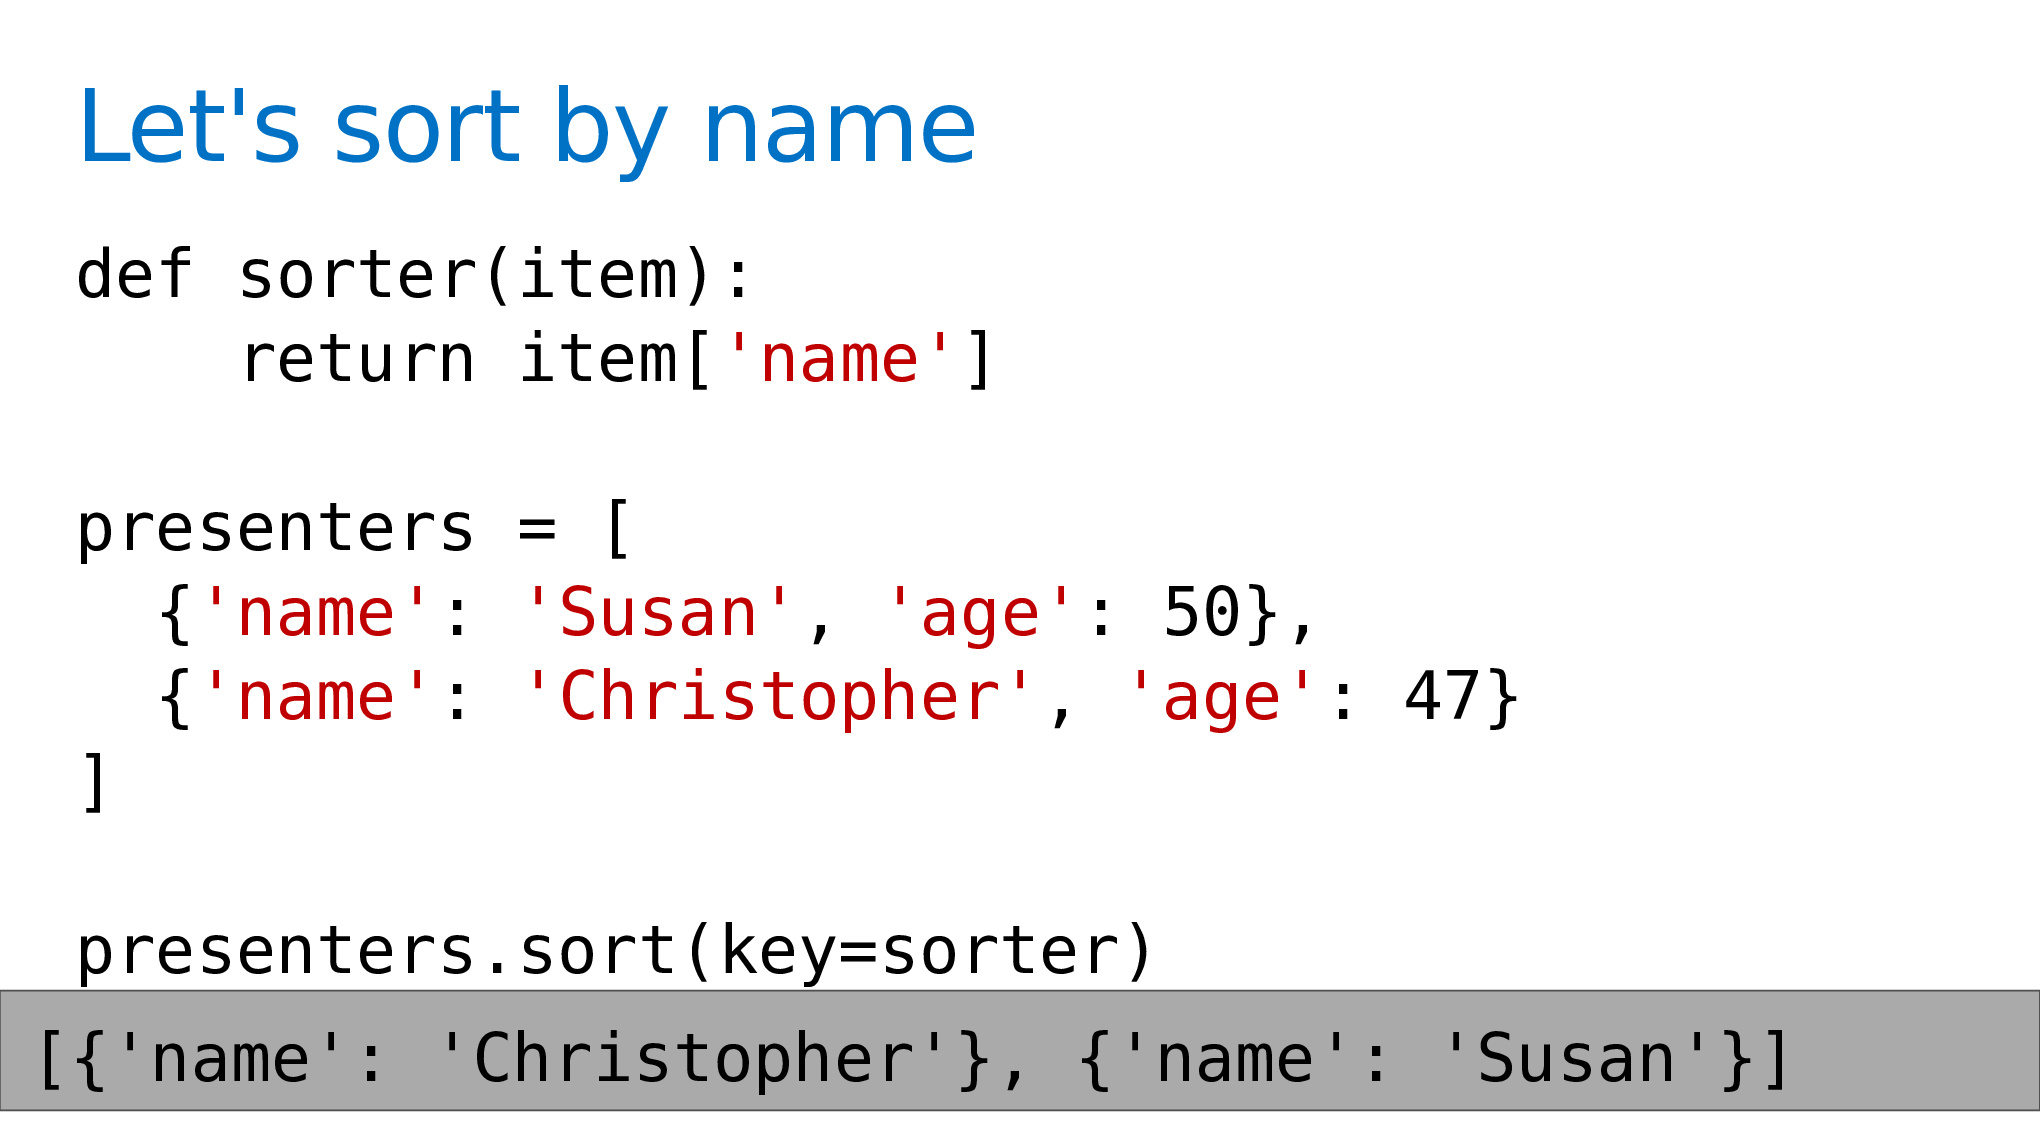 Let's sort by name
def sorter(item):
    return item['name']
presenters = [
  {'name': 'Susan', 'age': 50},
  {'name': 'Christopher', 'age': 47}
]
presenters.sort(key=sorter)
[{'name': 'Christopher'}, {'name': 'Susan'}]